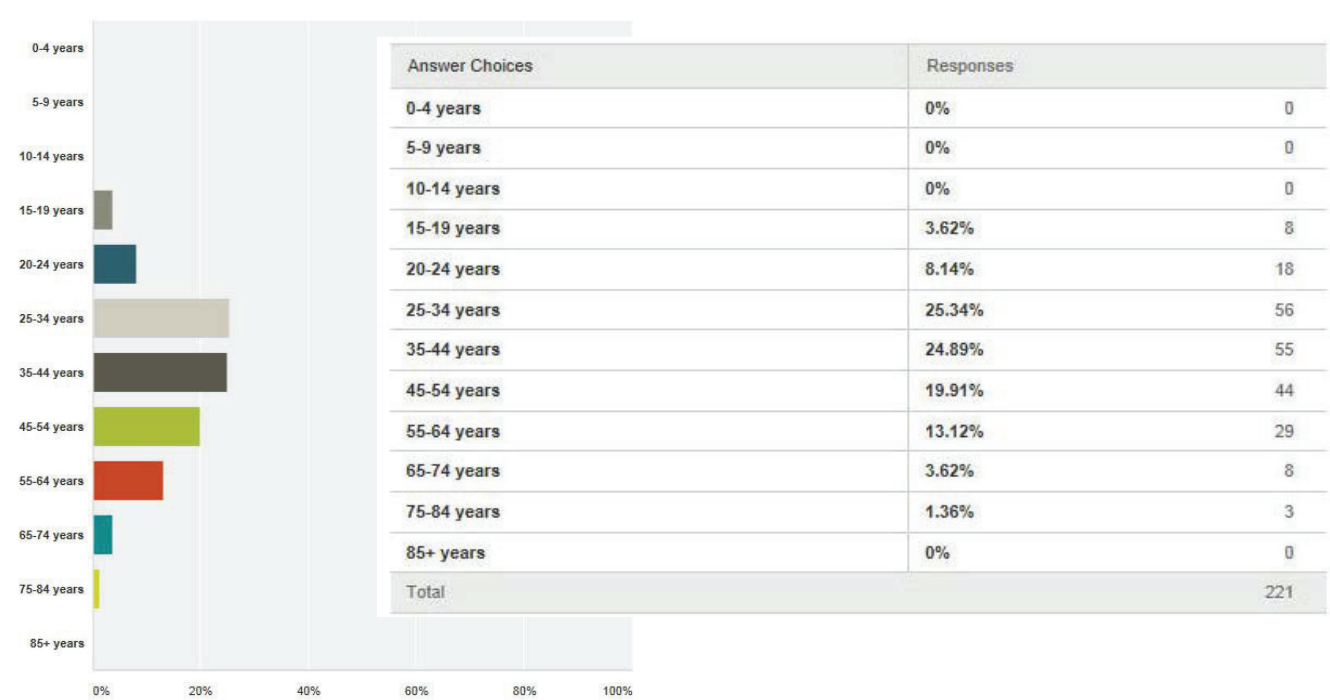 0-4 years
5-9 years
10-14 years
15-19 years
20-24 years
25-34 years
35-44 years
45-54 years
55-64 years
65-74 years
75-84 years
85+ years
0% 20% 40% 60% 80% 100%
Answer Choices Responses
0-4 years 0% 0
5-9 years 0% 0
10-14 years 0% 0
15-19 years 3.62% 8
20-24 years 8.14% 18
25-34 years 25.34% 56
35-44 years 24.89% 55
45-54 years 19.91% 44
55-64 years 13.12% 29
65-74 years 3.62% 8
75-84 years 1.36% 3
85+ years 0% 0
Total 221